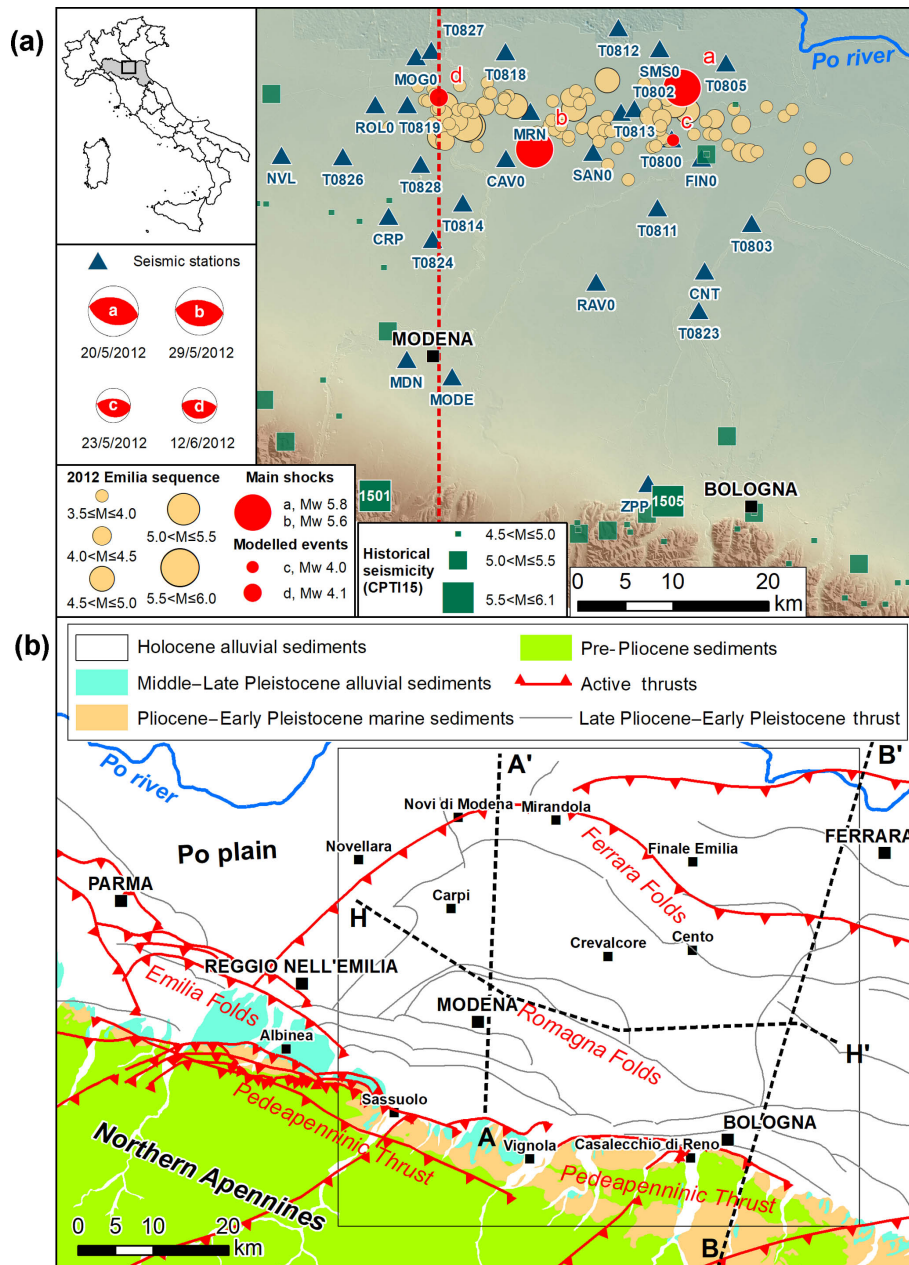 (a)
T0827
T0812
MOG0
d
T0818
SMS0
a
T0805
Po river
T0802
ROL0
T0819
MRN
b
T0813
c
T0800
NVL
T0826
T0828
CAV0
SAN0
FIN0
CRP
T0814
T0811
T0803
T0824
RAV0
CNT
T0823
MODENA
MDN
MODE
1501
ZPP
1505
BOLOGNA
Seismic stations
a
b
20/5/2012
29/5/2012
c
d
23/5/2012
12/6/2012
2012 Emilia sequence
3.5≤M≤4.0
4.0<M≤4.5
4.5<M≤5.0
5.0<M≤5.5
5.5<M≤6.0
Main shocks
a, Mw 5.8
b, Mw 5.6
Modelled events
c, Mw 4.0
d, Mw 4.1
Historical
seismicity
(CPTI15)
4.5<M≤5.0
5.0<M≤5.5
5.5<M≤6.1
0 5 10 20
km
(b)
Holocene alluvial sediments
Middle–Late Pleistocene alluvial sediments
Pliocene–Early Pleistocene marine sediments
Pre-Pliocene sediments
Active thrusts
Late Pliocene–Early Pleistocene thrust
Po river
A'
B'
Novi di Modena
Mirandola
FERRARA
Po plain
Novellara
Ferrara Folds
Finale Emilia
PARMA
Carpi
H
Crevalcore
Cento
REGGIO NELL'EMILIA
Emilia Folds
MODENA
Romagna Folds
H'
Albinea
Sassuolo
Pedeapenninic Thrust
A
Vignola
Casalecchio di Reno
BOLOGNA
Pedeapenninic Thrust
Northern Apennines
B
0 5 10 20
km